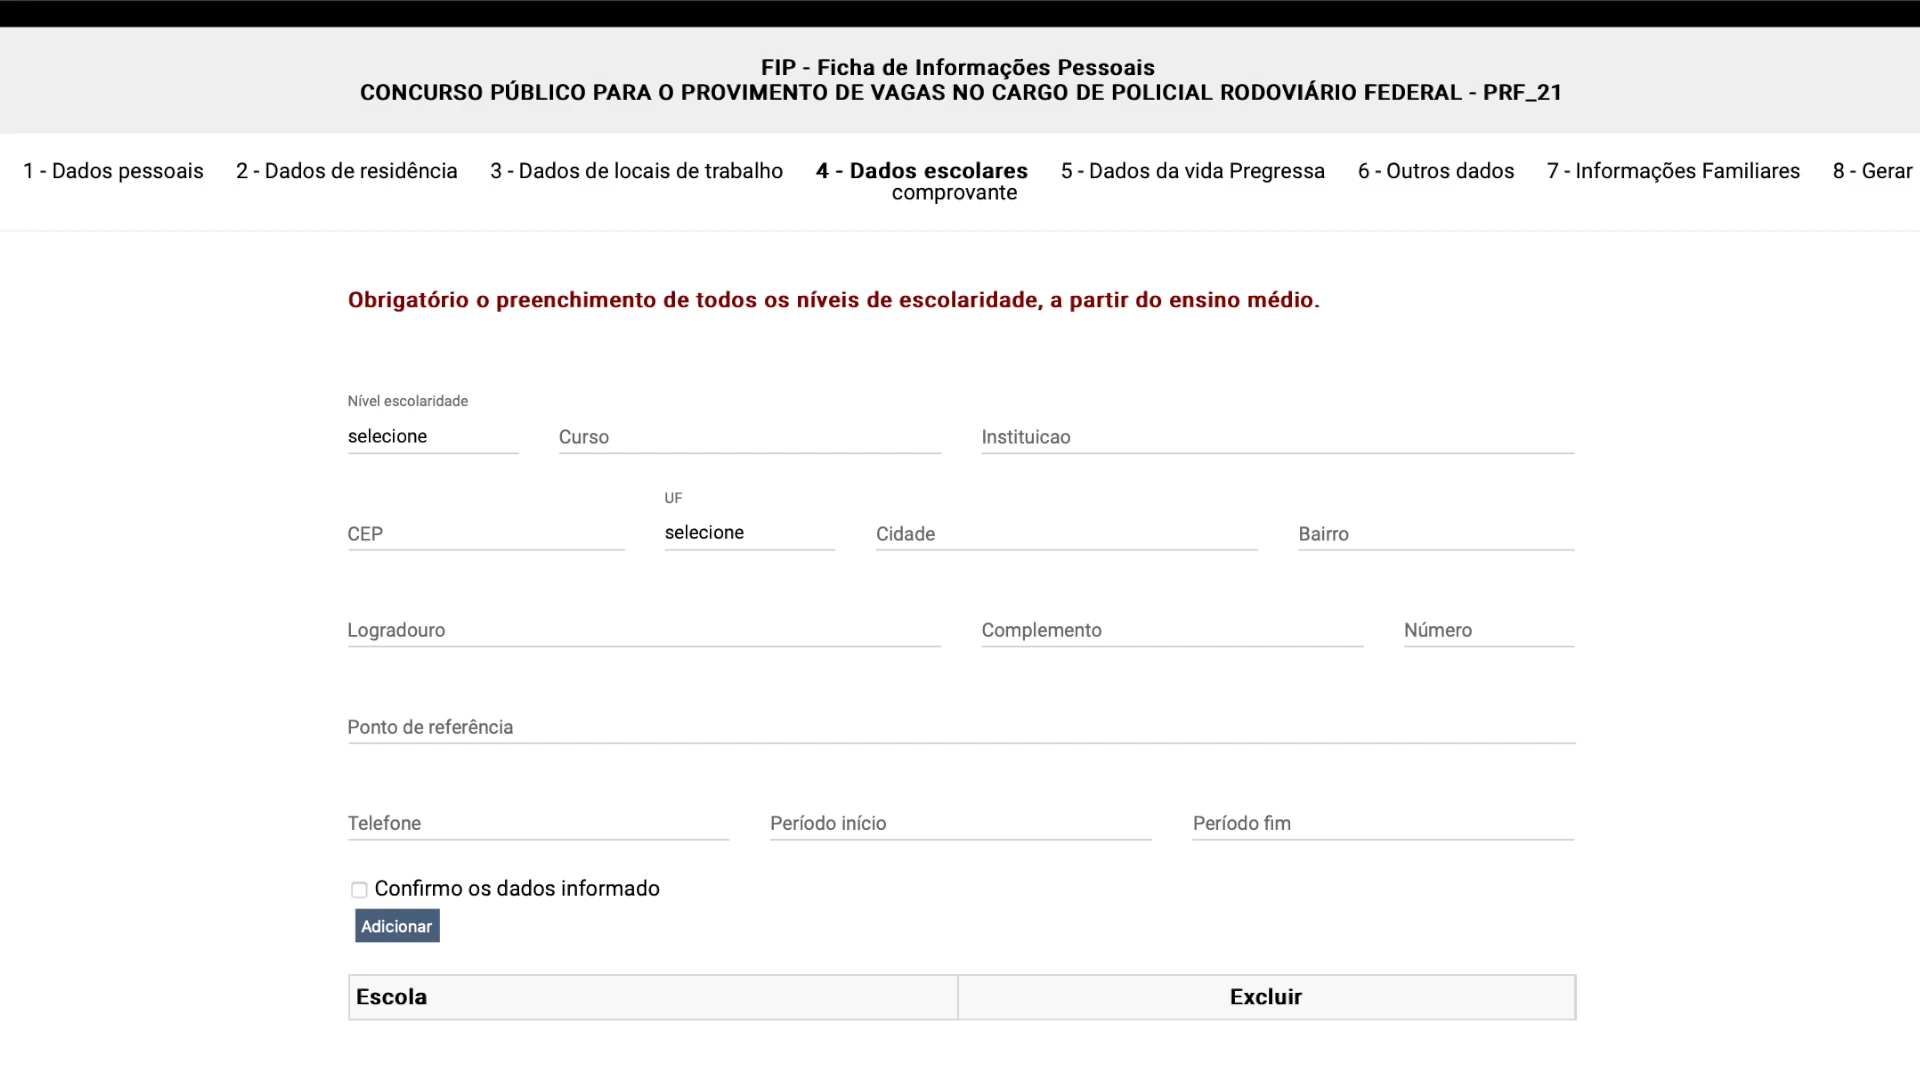 FIP - Ficha de Informações Pessoais
CONCURSO PÚBLICO PARA O PROVIMENTO DE VAGAS NO CARGO DE POLICIAL RODOVIÁRIO FEDERAL - PRF_21
1 - Dados pessoais 2 - Dados de residência 3 - Dados de locais de trabalho 4 - Dados escolares 5 - Dados da vida Pregressa 6 - Outros dados 7 - Informações Familiares 8 - Gerar
comprovante
Obrigatório o preenchimento de todos os níveis de escolaridade, a partir do ensino médio.
Nível escolaridade
selecione Curso Instituicao
UF
CEP selecione Cidade Bairro
Logradouro Complemento Número
Ponto de referência
Telefone Período início Período fim
Confirmo os dados informado
Adicionar
Escola Excluir